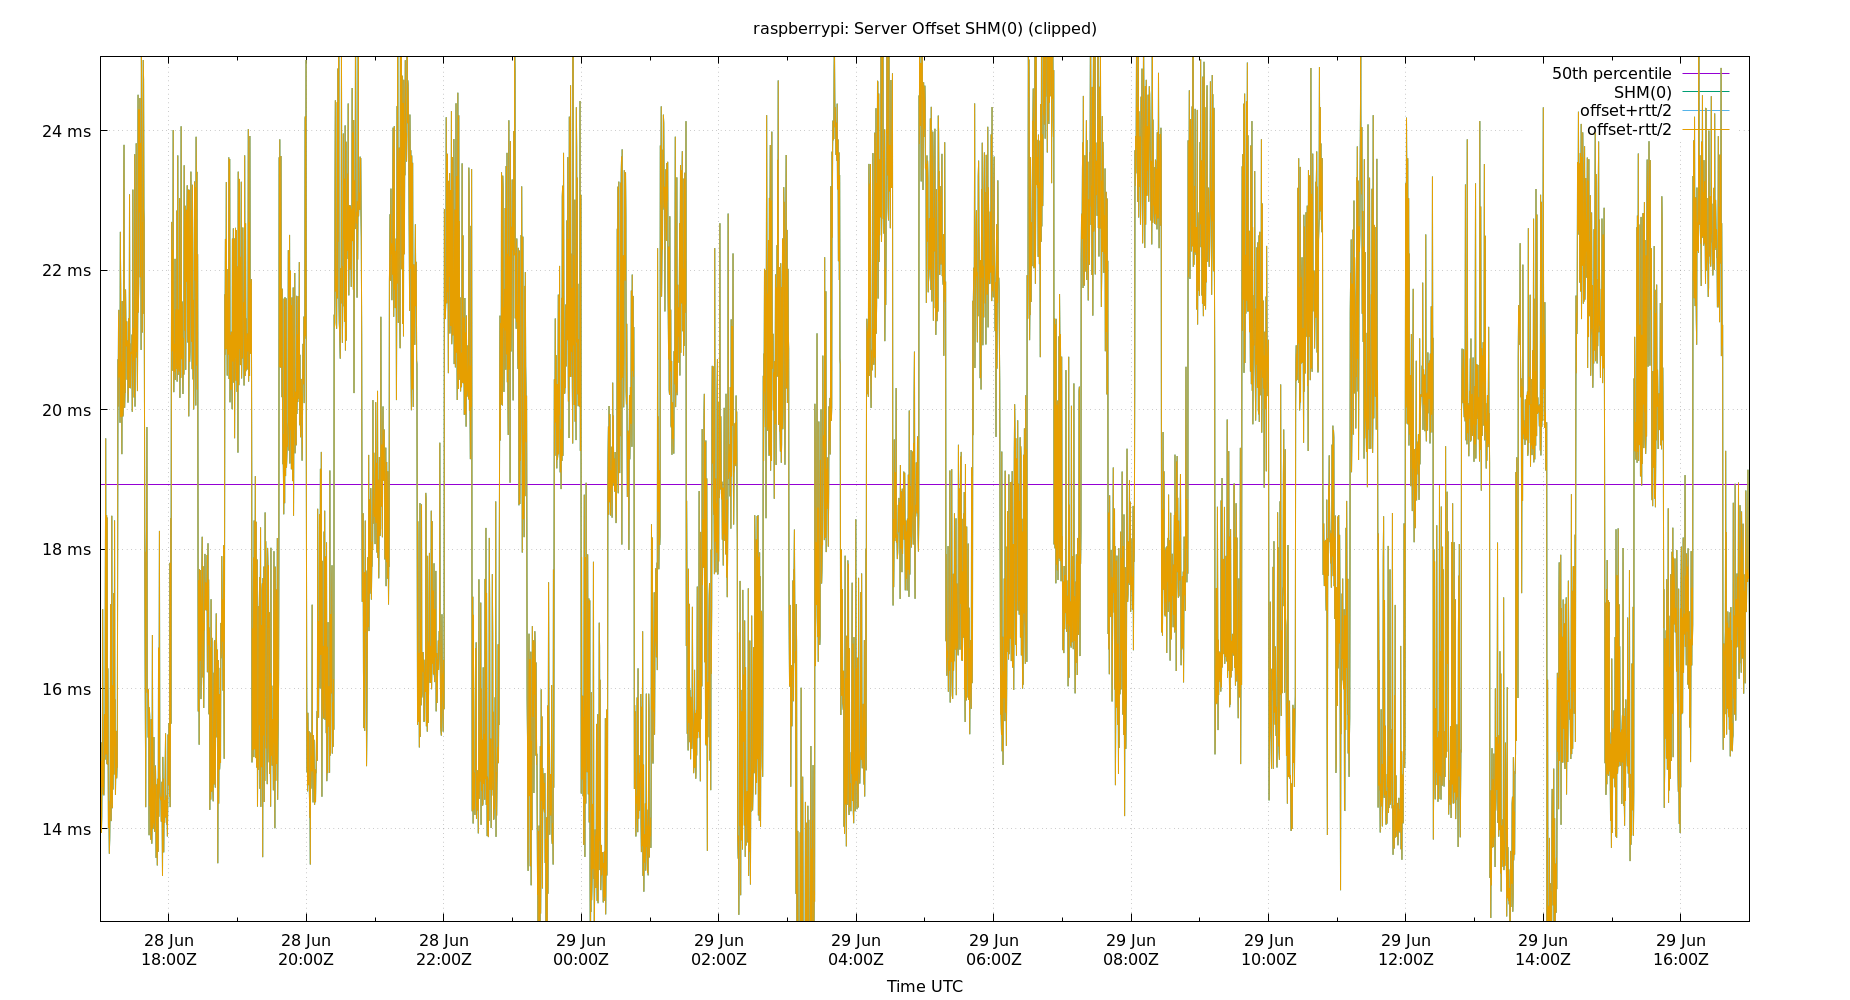 raspberrypi: Server Offset SHM(0) (clipped)
50th percentile
SHM(0)
offset+rtt/2
offset-rtt/2
24 ms
22 ms
20 ms
18 ms
16 ms
14 ms
28 Jun 28 Jun 28 Jun 29 Jun 29 Jun 29 Jun 29 Jun 29 Jun 29 Jun 29 Jun 29 Jun 29 Jun
18:00Z 20:00Z 22:00Z 00:00Z 02:00Z 04:00Z 06:00Z 08:00Z 10:00Z 12:00Z 14:00Z 16:00Z
Time UTC